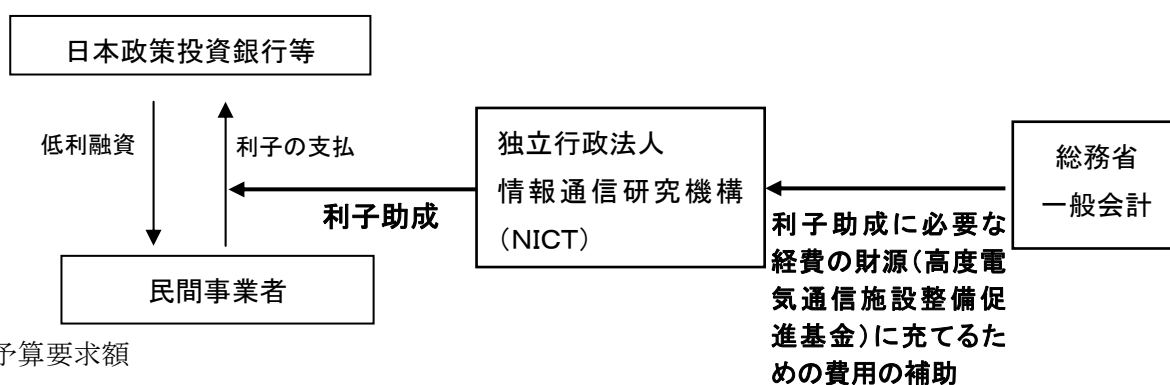 日本政策投資銀行等
低利融資
利子の支払
民間事業者
利子助成
独立行政法人
情報通信研究機構
(NICT)
利子助成に必要な
経費の財源(高度電
気通信施設整備促
進基金)に充てるた
めの費用の補助
総務省
一般会計
予算要求額